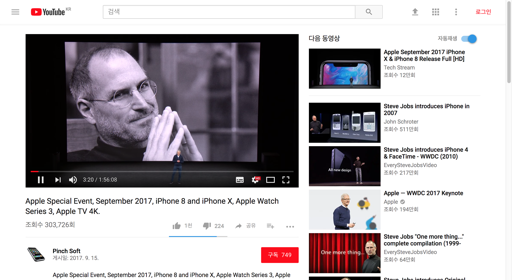 YouTube KR
검색
로그인
3:20 / 1:56:08
Apple Special Event, September 2017, iPhone 8 and iPhone X, Apple Watch
Series 3, Apple TV 4K.
조회수 303,726회
1천
224
공유
Pinch Soft
게시일: 2017. 9. 15.
구독 749
Apple Special Event, September 2017, iPhone 8 and iPhone X, Apple Watch Series 3, Apple
다음 동영상
자동재생
Apple September 2017 iPhone
X & iPhone 8 Release Full [HD]
Tech Stream
조회수 12만회
Steve Jobs introduces iPhone in
2007
John Schroter
조회수 511만회
All new design
Steve Jobs introduces iPhone 4
& FaceTime - WWDC (2010)
EverySteveJobsVideo
조회수 217만회
Apple — WWDC 2017 Keynote
Apple
조회수 194만회
One more thing...
Steve Jobs "One more thing..."
complete compilation (1999-
EverySteveJobsVideo
조회수 64만회